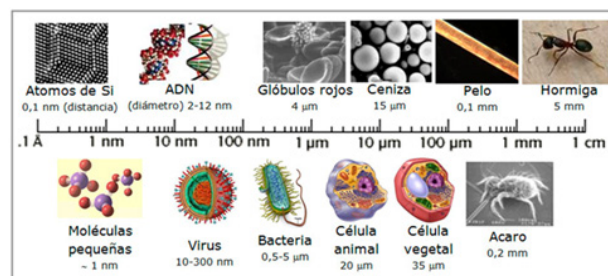 Atomos de Si
0,1 nm (distancia)
ADN
(diámetro) 2-12 nm
Glóbulos rojos
4 µm
Ceniza
15 µm
Pelo
0,1 mm
Hormiga
5 mm
.1 Å
1 nm
10 nm
100 nm
1 µm
10 µm
100 µm
1 mm
1 cm
Moléculas
pequeñas
~ 1 nm
Virus
10-300 nm
Bacteria
0,5-5 µm
Célula
animal
20 µm
Célula
vegetal
35 µm
Acaro
0,2 mm